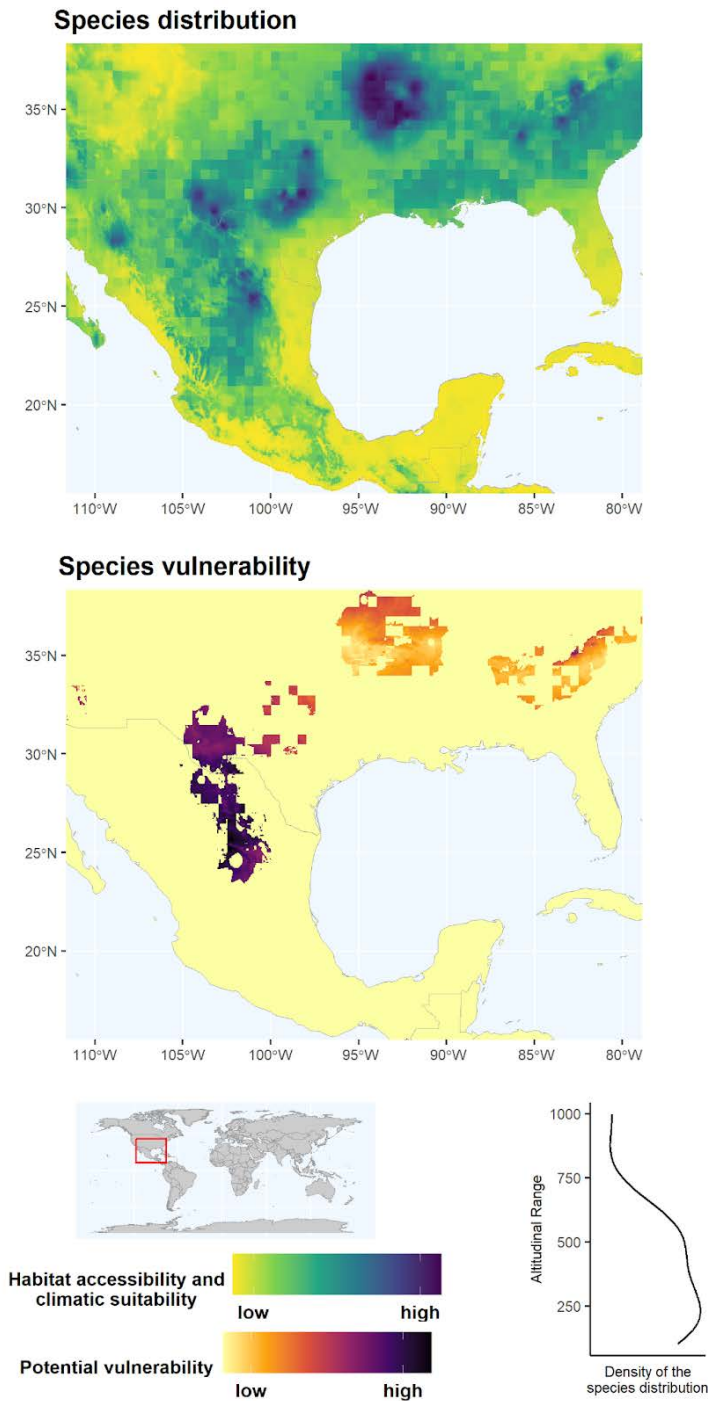 Species distribution
35°N
30°N
25°N
20°N
110°W 105°W 100°W 95°W 90°W 85°W 80°W
Species vulnerability
35°N
30°N
25°N
20°N
110°W 105°W 100°W 95°W 90°W 85°W 80°W
1000
750
500
250
Altitudinal Range
Density of the
species distribution
Habitat accessibility and
climatic suitability
low high
Potential vulnerability
low high